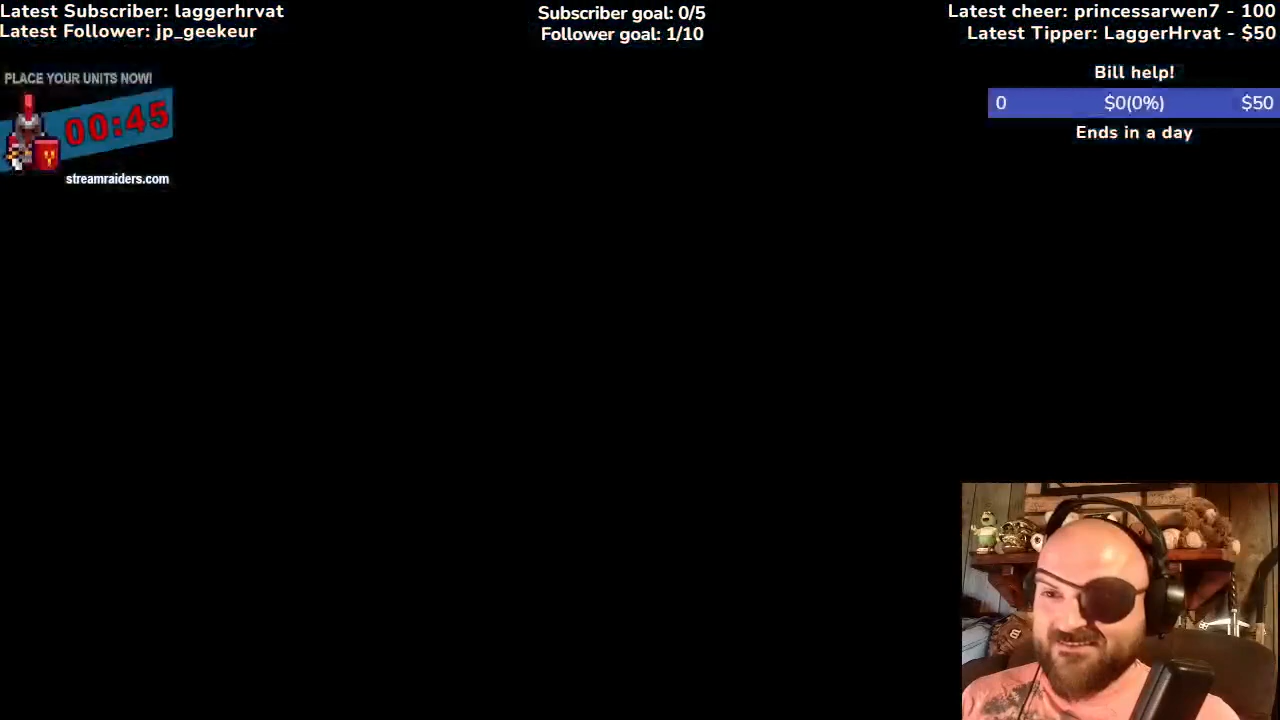 Latest Subscriber: laggerhrvat
Latest Follower: jp_geekeur
Subscriber goal: 0/5
Follower goal: 1/10
Latest cheer: princessarwen7 - 100
Latest Tipper: LaggerHrvat - $50
PLACE YOUR UNITS NOW!
00:45
streamraiders.com
Bill help!
0 $0(0%) $50
Ends in a day